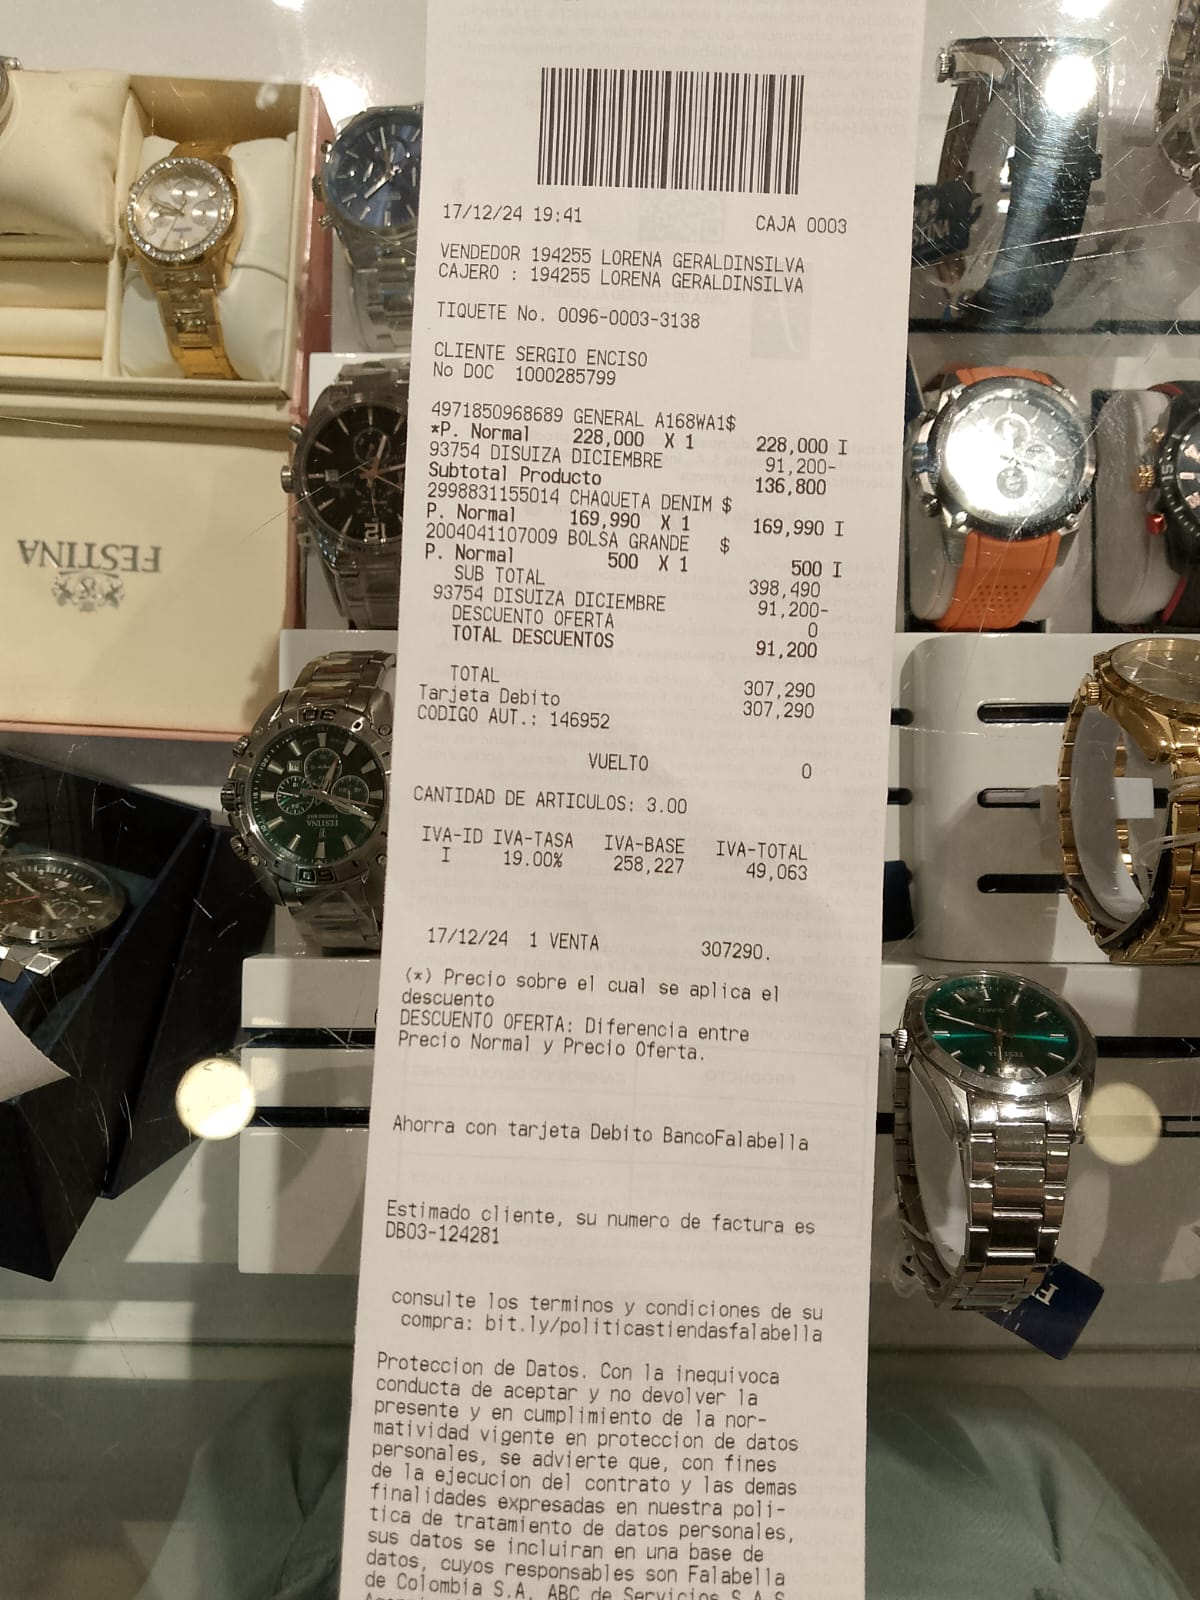 17/12/24 19:41 CAJA 0003
VENDEDOR 194255 LORENA GERALDINSILVA
CAJERO : 194255 LORENA GERALDINSILVA
TIQUETE No. 0096-0003-3138
CLIENTE SERGIO ENCISO
No DOC 1000285799
4971850968689 GENERAL A168WA1$
*P. Normal 228,000 X 1 228,000 I
93754 DISUIZA DICIEMBRE 91,200-
Subtotal Producto 136,800
2998831155014 CHAQUETA DENIM $
P. Normal 169,990 X 1 169,990 I
2004041107009 BOLSA GRANDE $
P. Normal 500 X 1 500 I
SUB TOTAL 398,490
93754 DISUIZA DICIEMBRE 91,200-
DESCUENTO OFERTA 0
TOTAL DESCUENTOS 91,200
TOTAL 307,290
Tarjeta Debito 307,290
CODIGO AUT.: 146952
VUELTO 0
CANTIDAD DE ARTICULOS: 3.00
IVA-ID IVA-TASA IVA-BASE IVA-TOTAL
I 19.00% 258,227 49,063
17/12/24 1 VENTA 307290.
(*) Precio sobre el cual se aplica el
descuento
DESCUENTO OFERTA: Diferencia entre
Precio Normal y Precio Oferta.
Ahorra con tarjeta Debito BancoFalabella
Estimado cliente, su numero de factura es
DB03-124281
consulte los terminos y condiciones de su
compra: bit.ly/politicastiendasfalabella
Proteccion de Datos. Con la inequivoca
conducta de aceptar y no devolver la
presente y en cumplimiento de la nor-
matividad vigente en proteccion de datos
personales, se advierte que, con fines
de la ejecucion del contrato y las demas
finalidades expresadas en nuestra poli-
tica de tratamiento de datos personales,
sus datos se incluiran en una base de
datos, cuyos responsables son Falabella
de Colombia S.A. ABC de Servicios S.A.S
FESTINA
FESTINA
FESTINA
QUARTZ